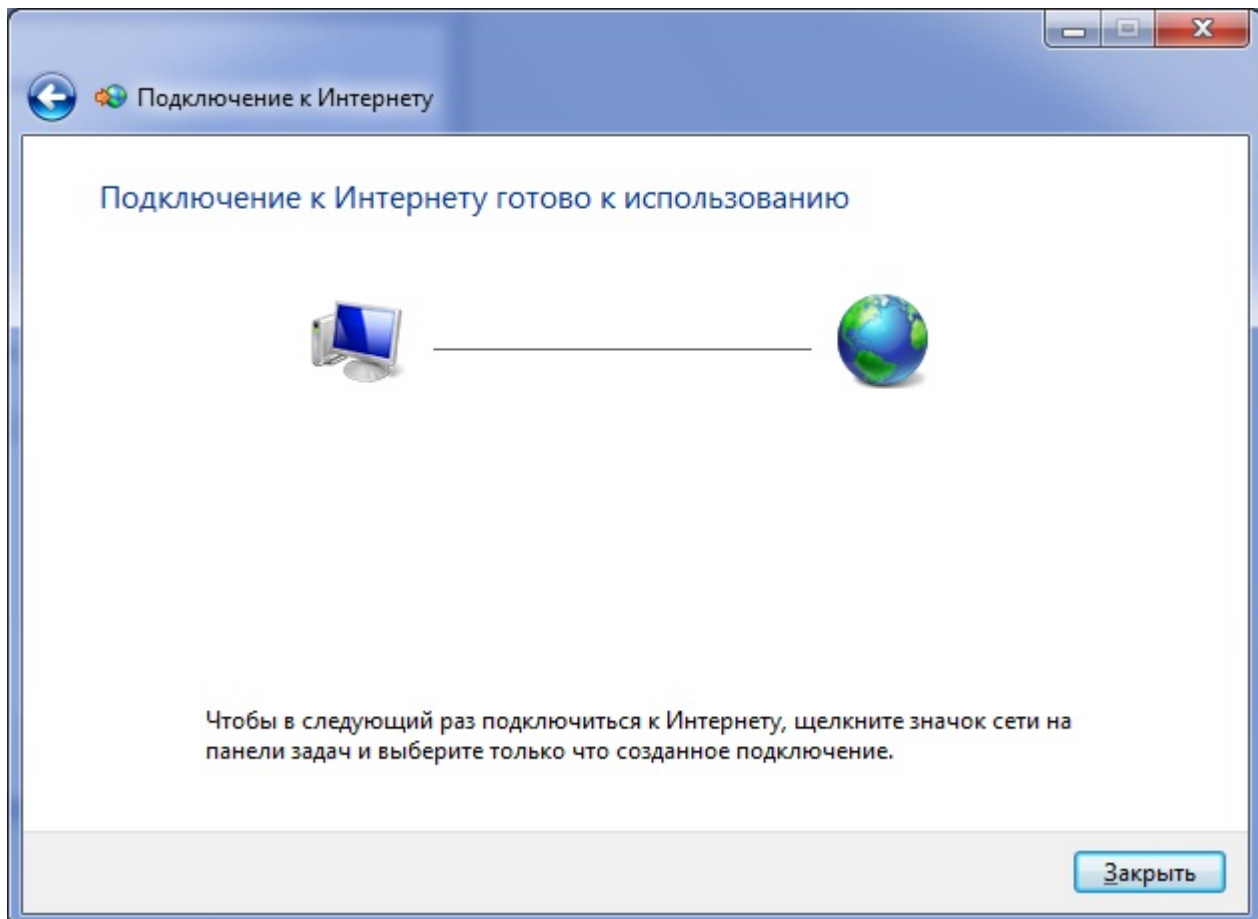 Подключение к Интернету
Подключение к Интернету готово к использованию
Чтобы в следующий раз подключиться к Интернету, щелкните значок сети на
панели задач и выберите только что созданное подключение.
Закрыть